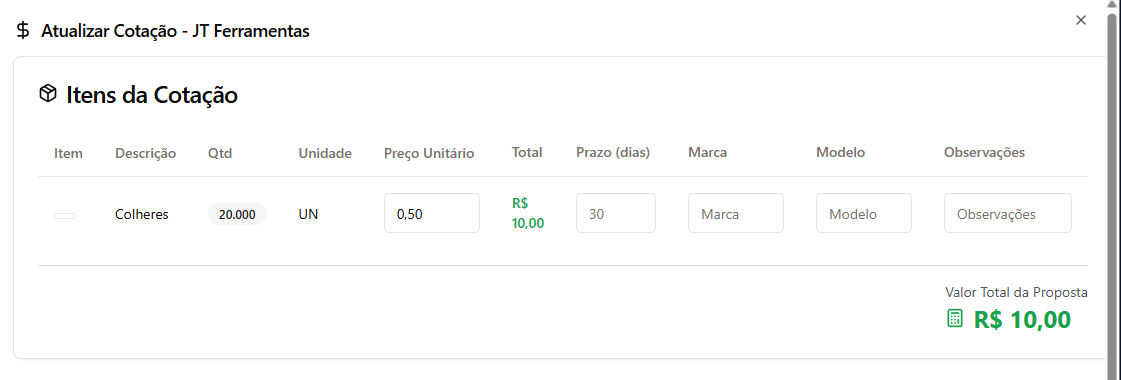 Atualizar Cotação - JT Ferramentas
Itens da Cotação
Item Descrição Qtd Unidade Preço Unitário Total Prazo (dias) Marca Modelo Observações
Colheres 20.000 UN 0,50 R$ 10,00 30 Marca Modelo Observações
Valor Total da Proposta
R$ 10,00